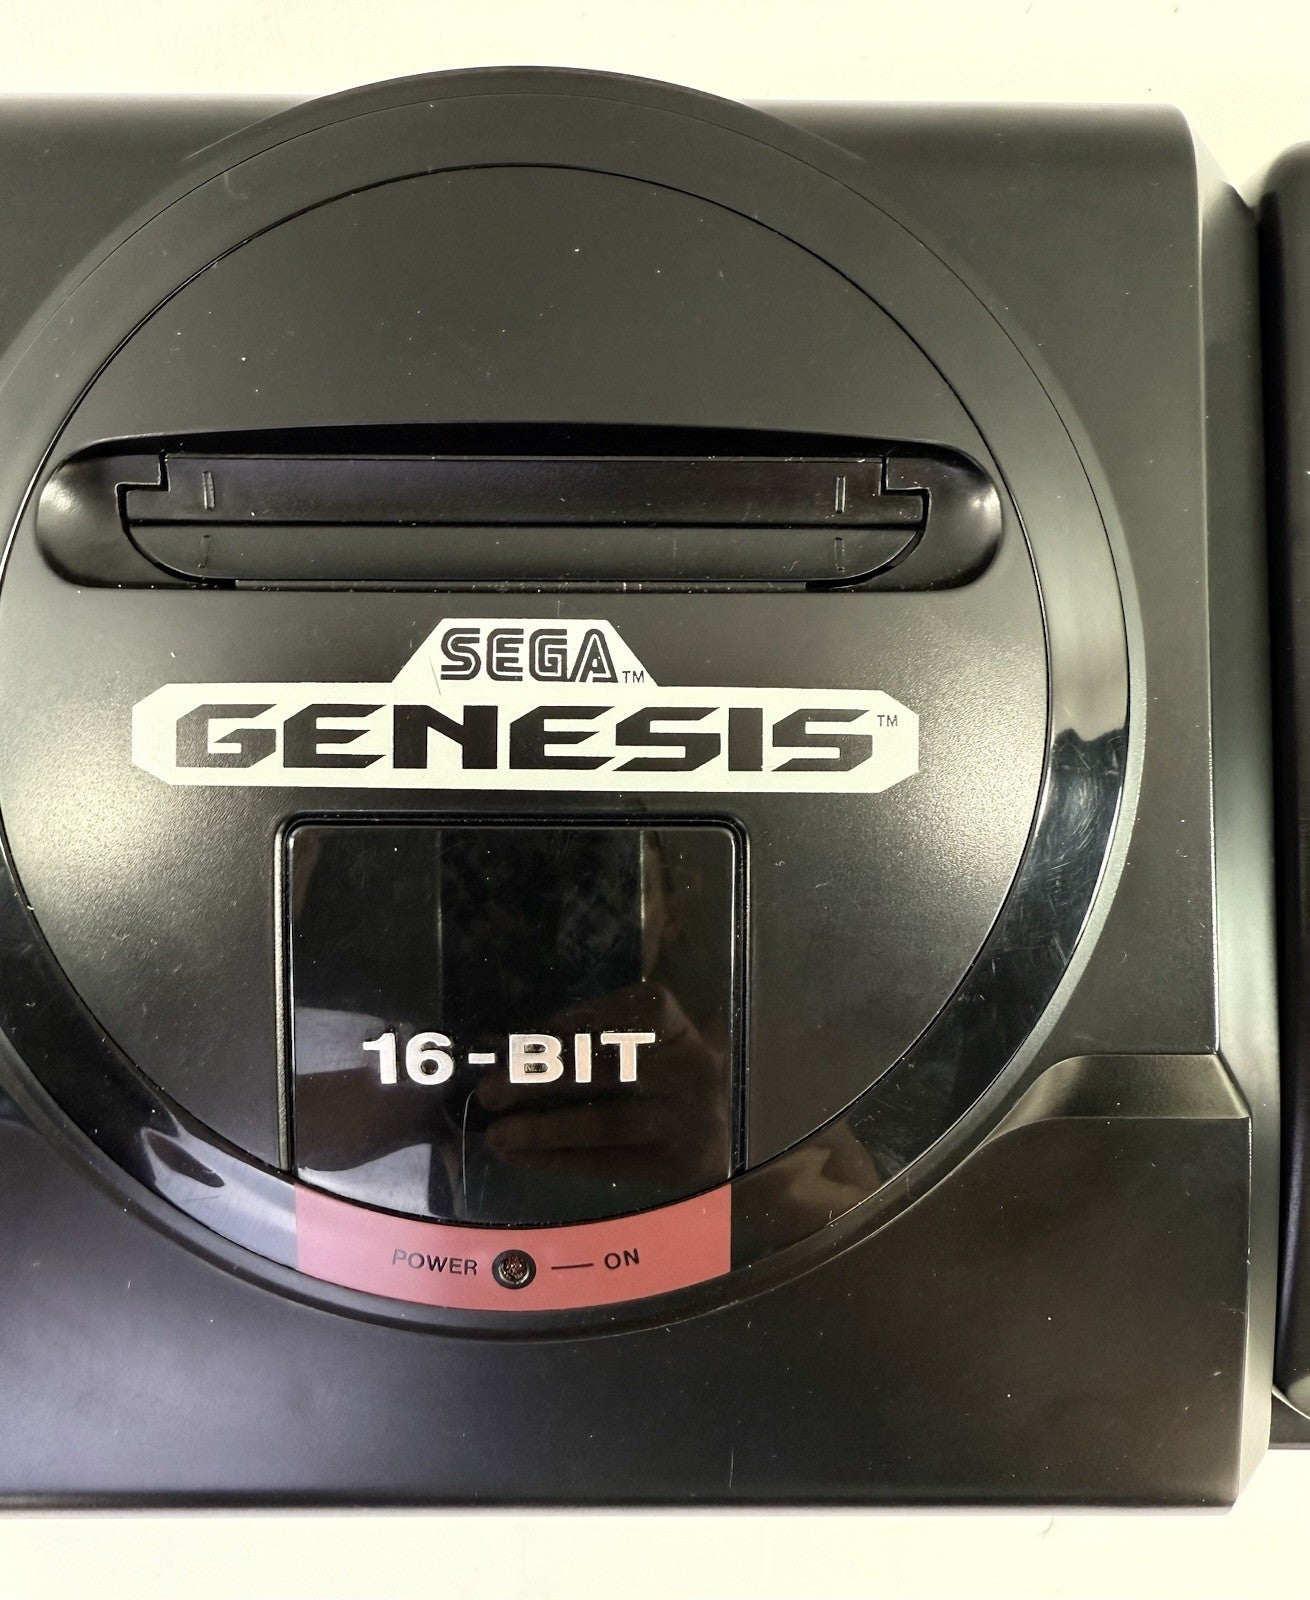 SEGA™
GENESIS™
16-BIT
POWER — ON